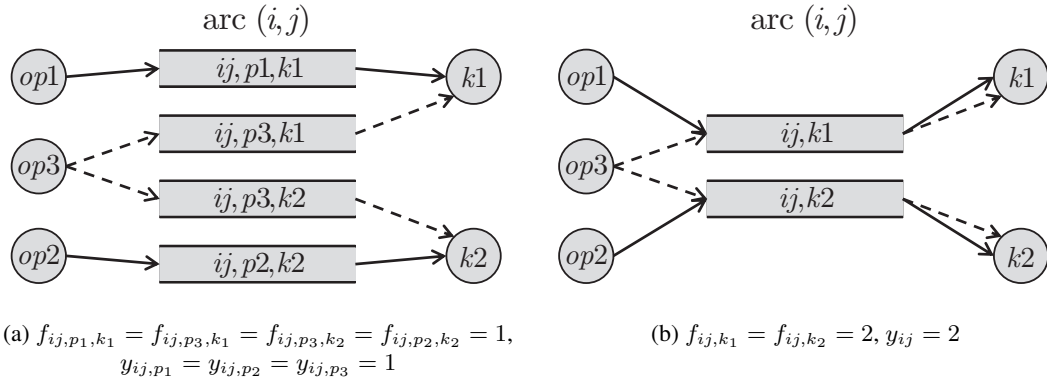 arc (i, j)
op1
ij, p1, k1
k1
ij, p3, k1
op3
ij, p3, k2
op2
ij, p2, k2
k2
(a) f_{ij,p_1,k_1} = f_{ij,p_3,k_1} = f_{ij,p_3,k_2} = f_{ij,p_2,k_2} = 1,
y_{ij,p_1} = y_{ij,p_2} = y_{ij,p_3} = 1
arc (i, j)
op1
k1
ij, k1
op3
ij, k2
op2
k2
(b) f_{ij,k_1} = f_{ij,k_2} = 2, y_{ij} = 2